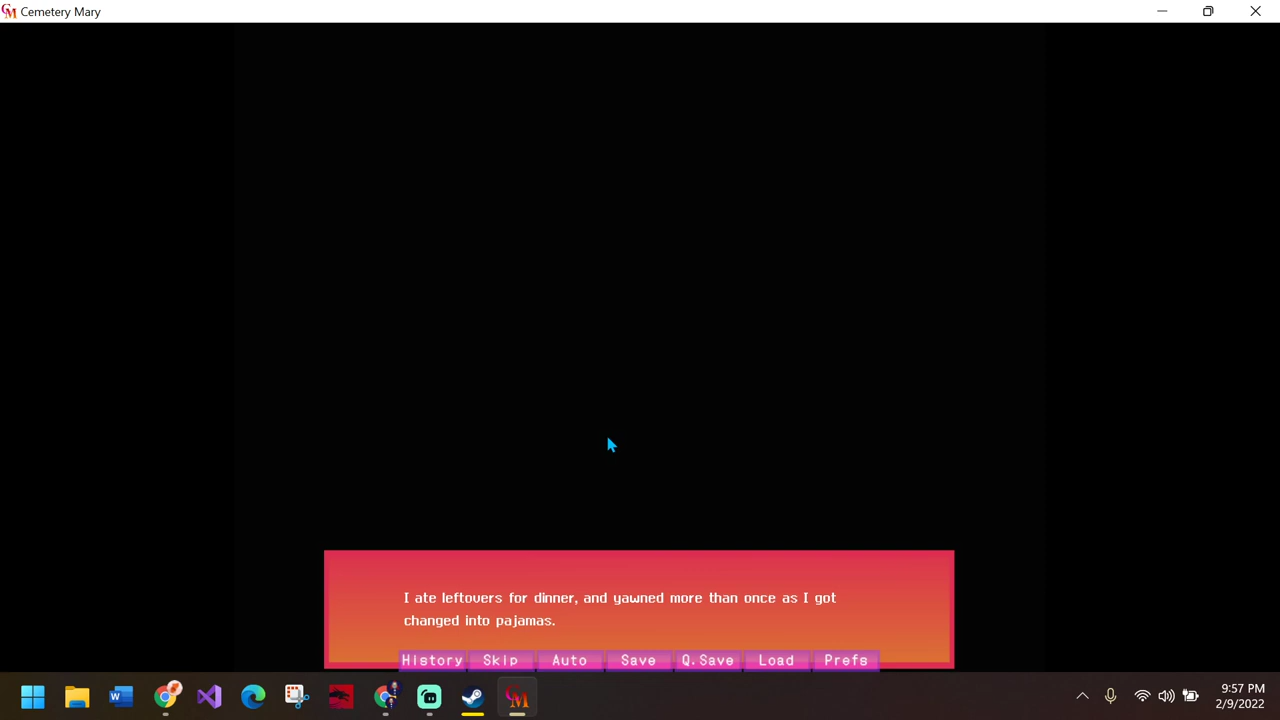 Cemetery Mary
I ate leftovers for dinner, and yawned more than once as I got
changed into pajamas.
History Skip Auto Save Q.Save Load Prefs
9:57 PM
2/9/2022